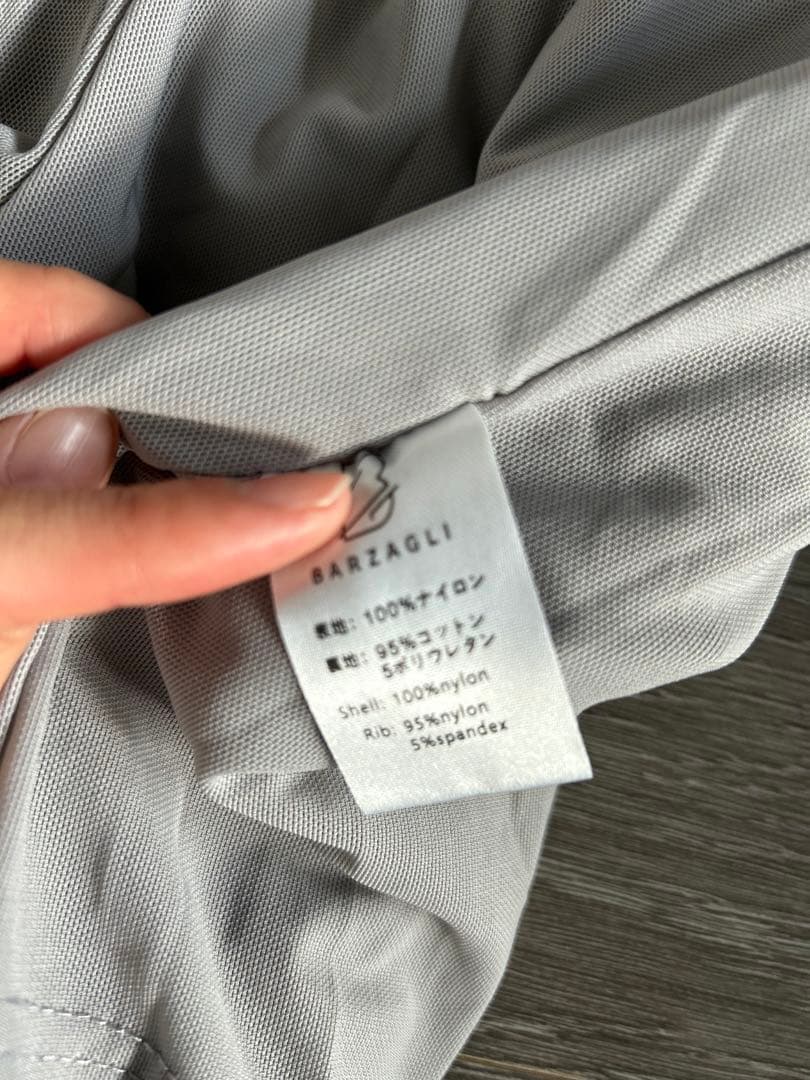 BARZAGLI
表地: 100%ナイロン
裏地: 95%コットン
5ポリウレタン
Shell: 100%nylon
Rib: 95%nylon
5%spandex